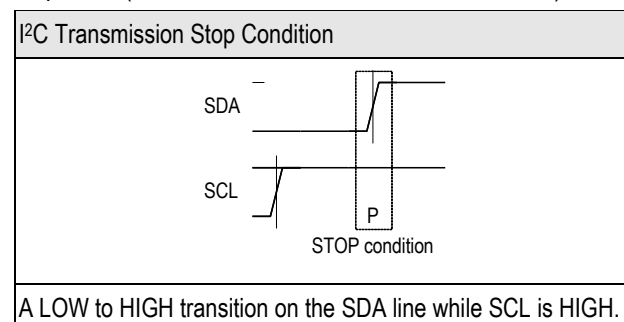 I²C Transmission Stop Condition
SDA
SCL
P
STOP condition
A LOW to HIGH transition on the SDA line while SCL is HIGH.